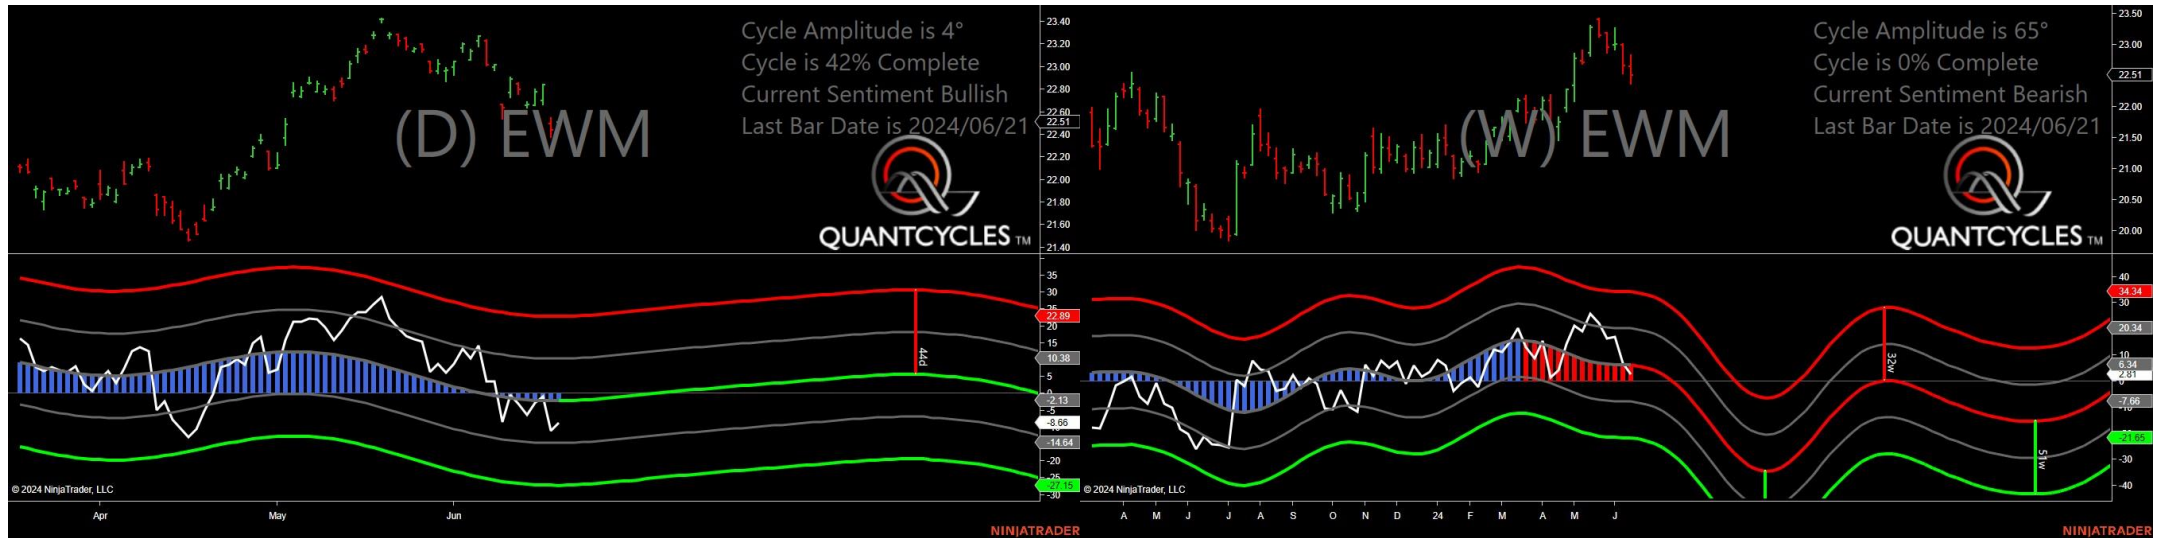 Cycle Amplitude is 4°
Cycle is 42% Complete
Current Sentiment Bullish
Last Bar Date is 2024/06/21
(D) EWM
QUANTCYCLES TM
23.40
23.20
23.00
22.80
22.60
22.51
22.40
22.20
22.00
21.80
21.60
21.40
35
30
25
22.89
20
15
10.38
5
0
-2.13
-5
-8.66
-14.64
-20
-25
-27.15
-30
44d
© 2024 NinjaTrader, LLC
Apr May Jun
NINJATRADER
Cycle Amplitude is 65°
Cycle is 0% Complete
Current Sentiment Bearish
Last Bar Date is 2024/06/21
(W) EWM
QUANTCYCLES TM
23.50
23.00
22.51
22.00
21.50
21.00
20.50
20.00
40
34.34
30
20.34
10
6.34
2.81
0
-7.66
-21.65
-30
-40
32w
51w
© 2024 NinjaTrader, LLC
A M J J A S O N D 24 F M A M J
NINJATRADER